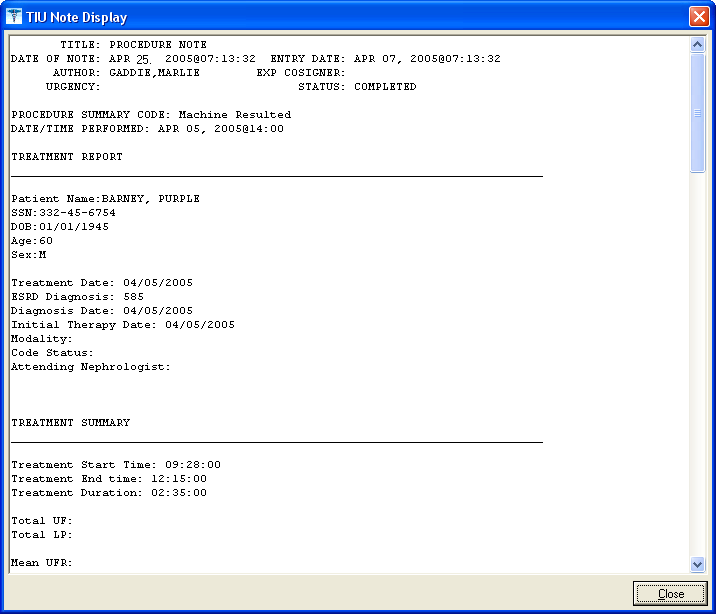 TIU Note Display
TITLE: PROCEDURE NOTE
DATE OF NOTE: APR 25. 2005@07:13:32 ENTRY DATE: APR 07, 2005@07:13:32
AUTHOR: GADDIE,MARLIE EXP COSIGNER:
URGENCY: STATUS: COMPLETED
PROCEDURE SUMMARY CODE: Machine Resulted
DATE/TIME PERFORMED: APR 05, 2005@14:00
TREATMENT REPORT
Patient Name:BARNEY, PURPLE
SSN:332-45-6754
DOB:01/01/1945
Age:60
Sex:M
Treatment Date: 04/05/2005
ESRD Diagnosis: 585
Diagnosis Date: 04/05/2005
Initial Therapy Date: 04/05/2005
Modality:
Code Status:
Attending Nephrologist:
TREATMENT SUMMARY
Treatment Start Time: 09:28:00
Treatment End time: 12:15:00
Treatment Duration: 02:35:00
Total UF:
Total LP:
Mean UFR:
Close